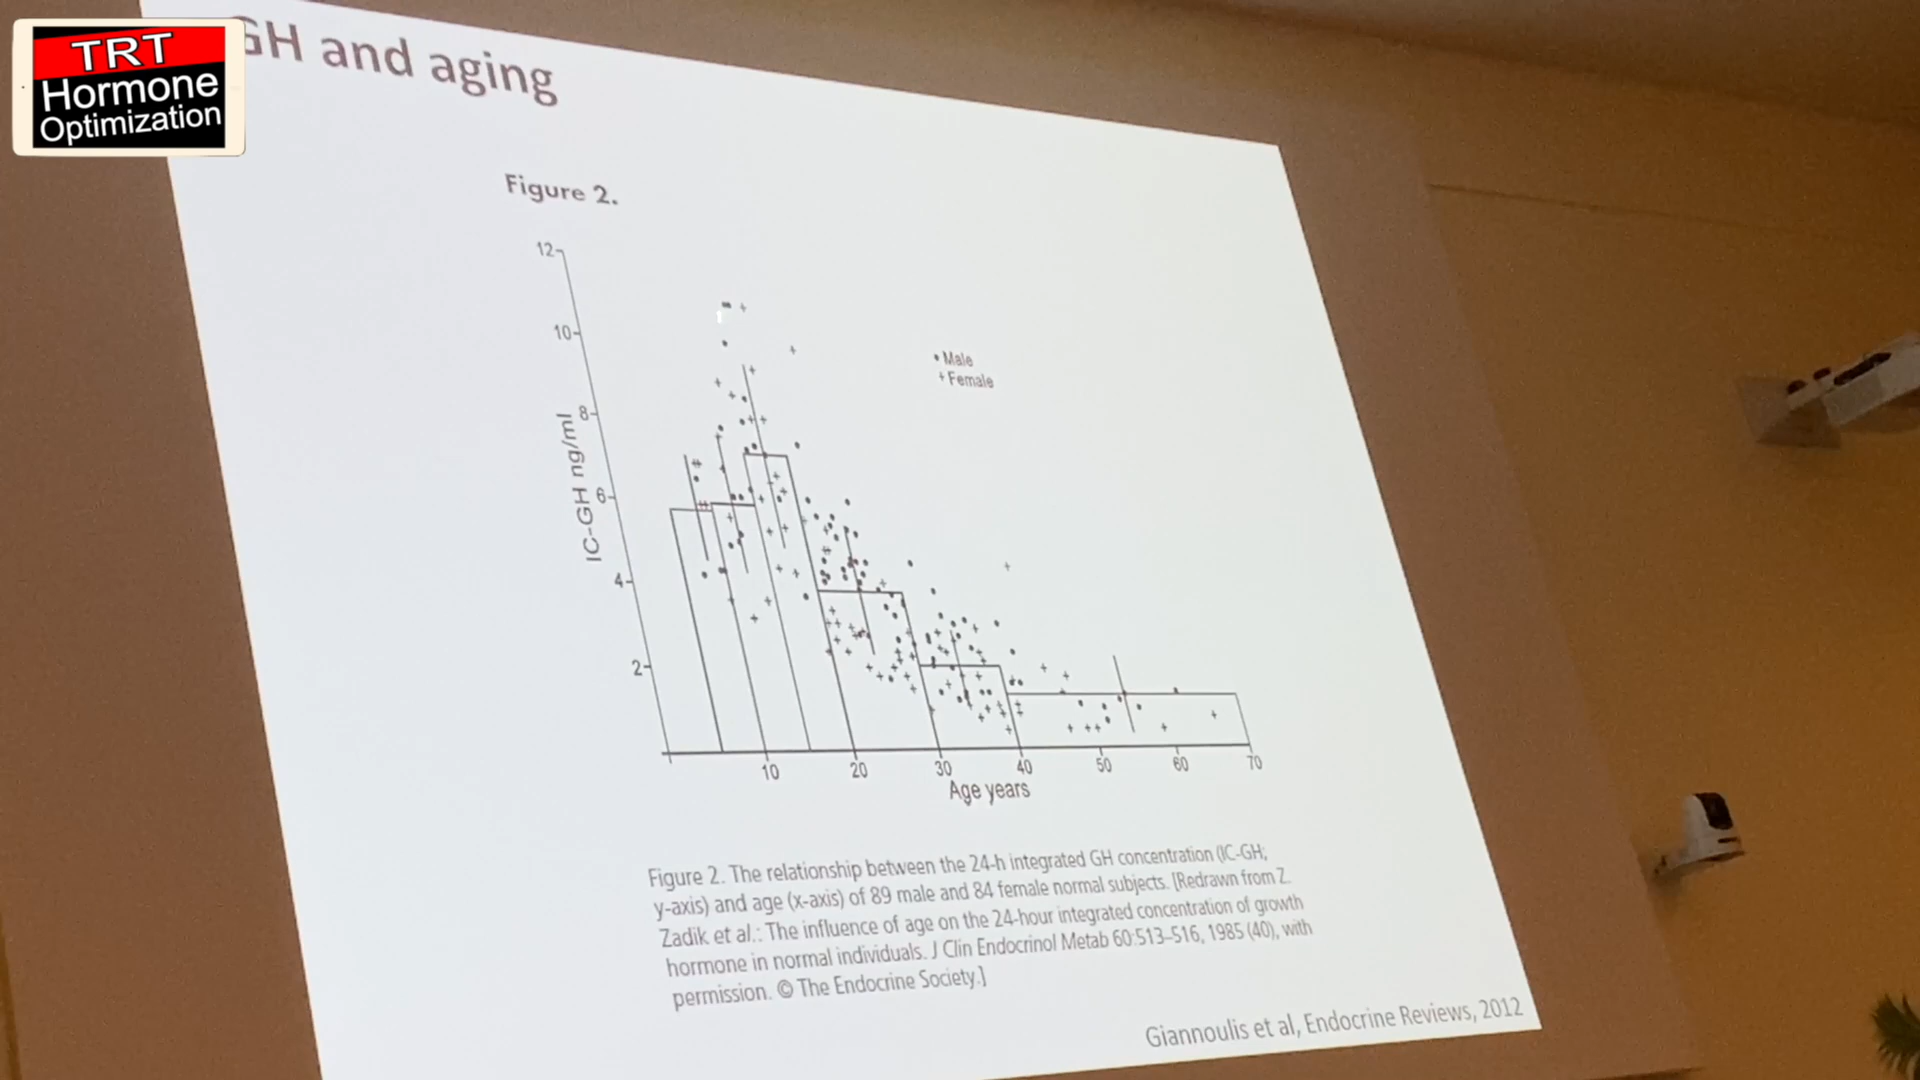 TRT
Hormone
Optimization
GH and aging
Figure 2.
12
10
8
6
4
2
IC-GH ng/ml
Male
Female
10 20 30 40 50 60 70
Age years
Figure 2. The relationship between the 24-h integrated GH concentration (IC-GH;
y-axis) and age (x-axis) of 89 male and 84 female normal subjects. [Redrawn from Z.
Zadik et al.: The influence of age on the 24-hour integrated concentration of growth
hormone in normal individuals. J Clin Endocrinol Metab 60:513–516, 1985 (40), with
permission. © The Endocrine Society.]
Giannoulis et al, Endocrine Reviews, 2012